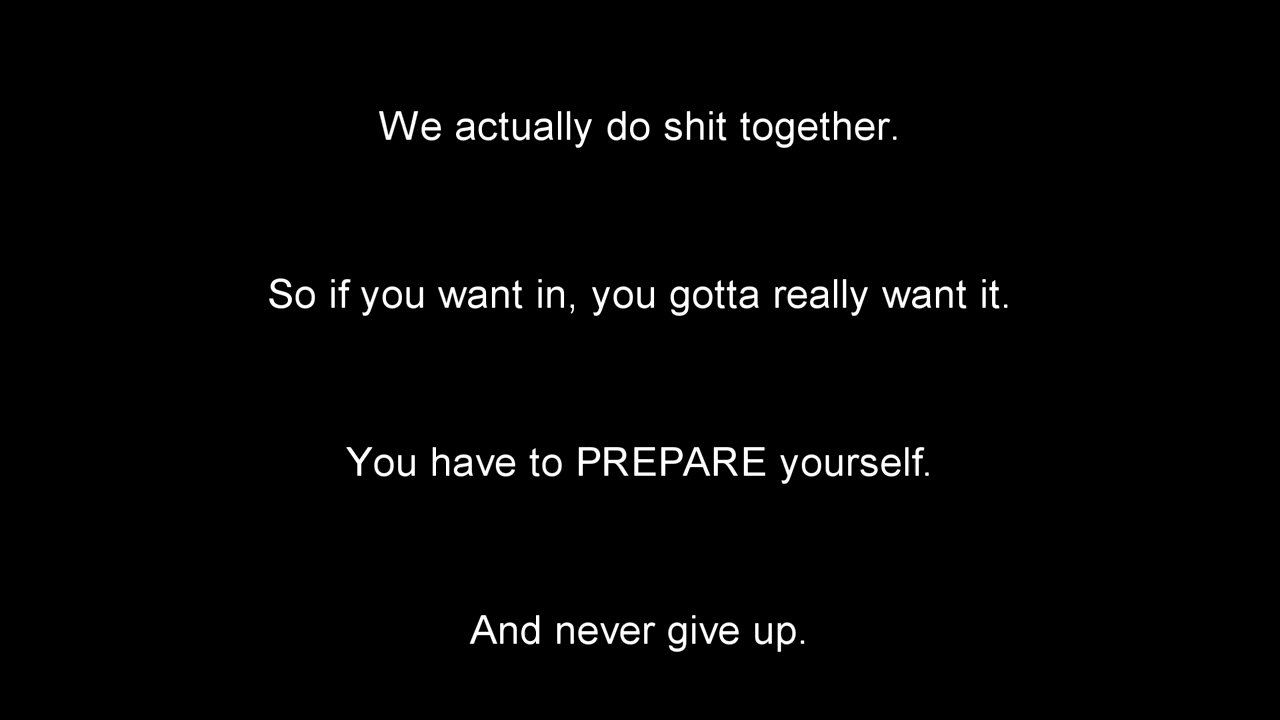 We actually do shit together.
So if you want in, you gotta really want it.
You have to PREPARE yourself.
And never give up.